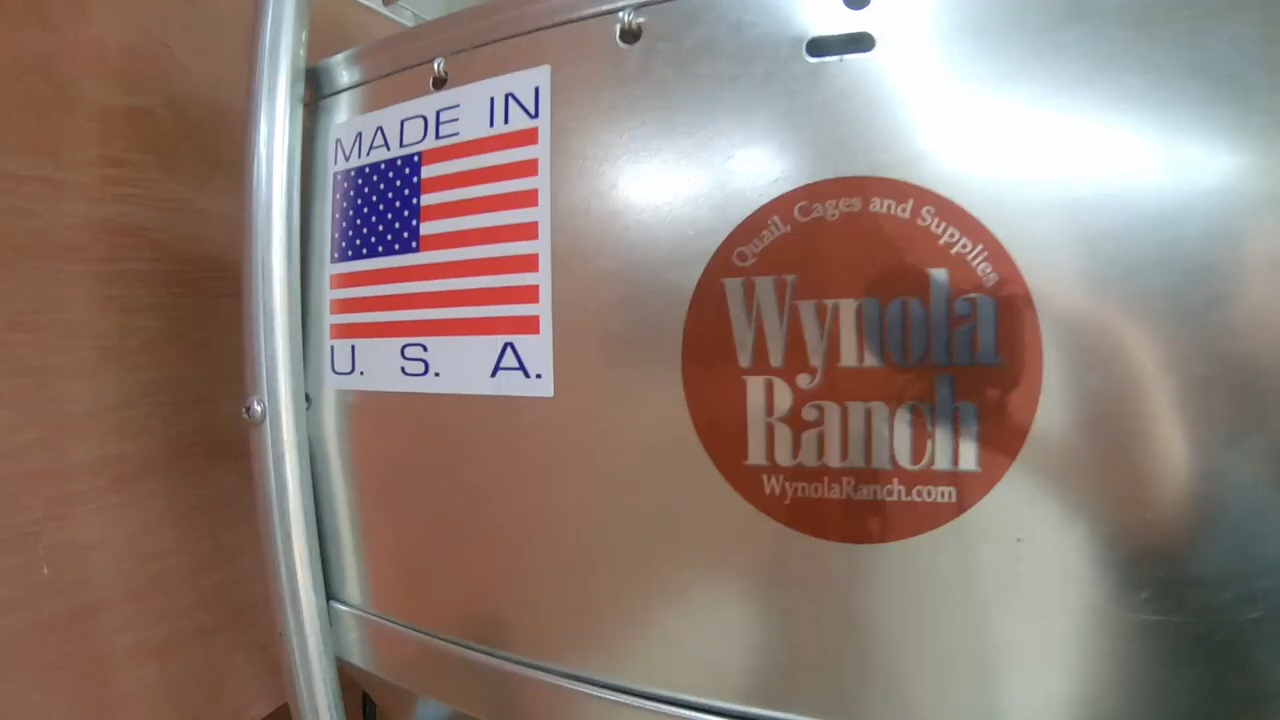 MADE IN
U. S. A.
Quail, Cages and Supplies
Wynola
Ranch
WynolaRanch.com